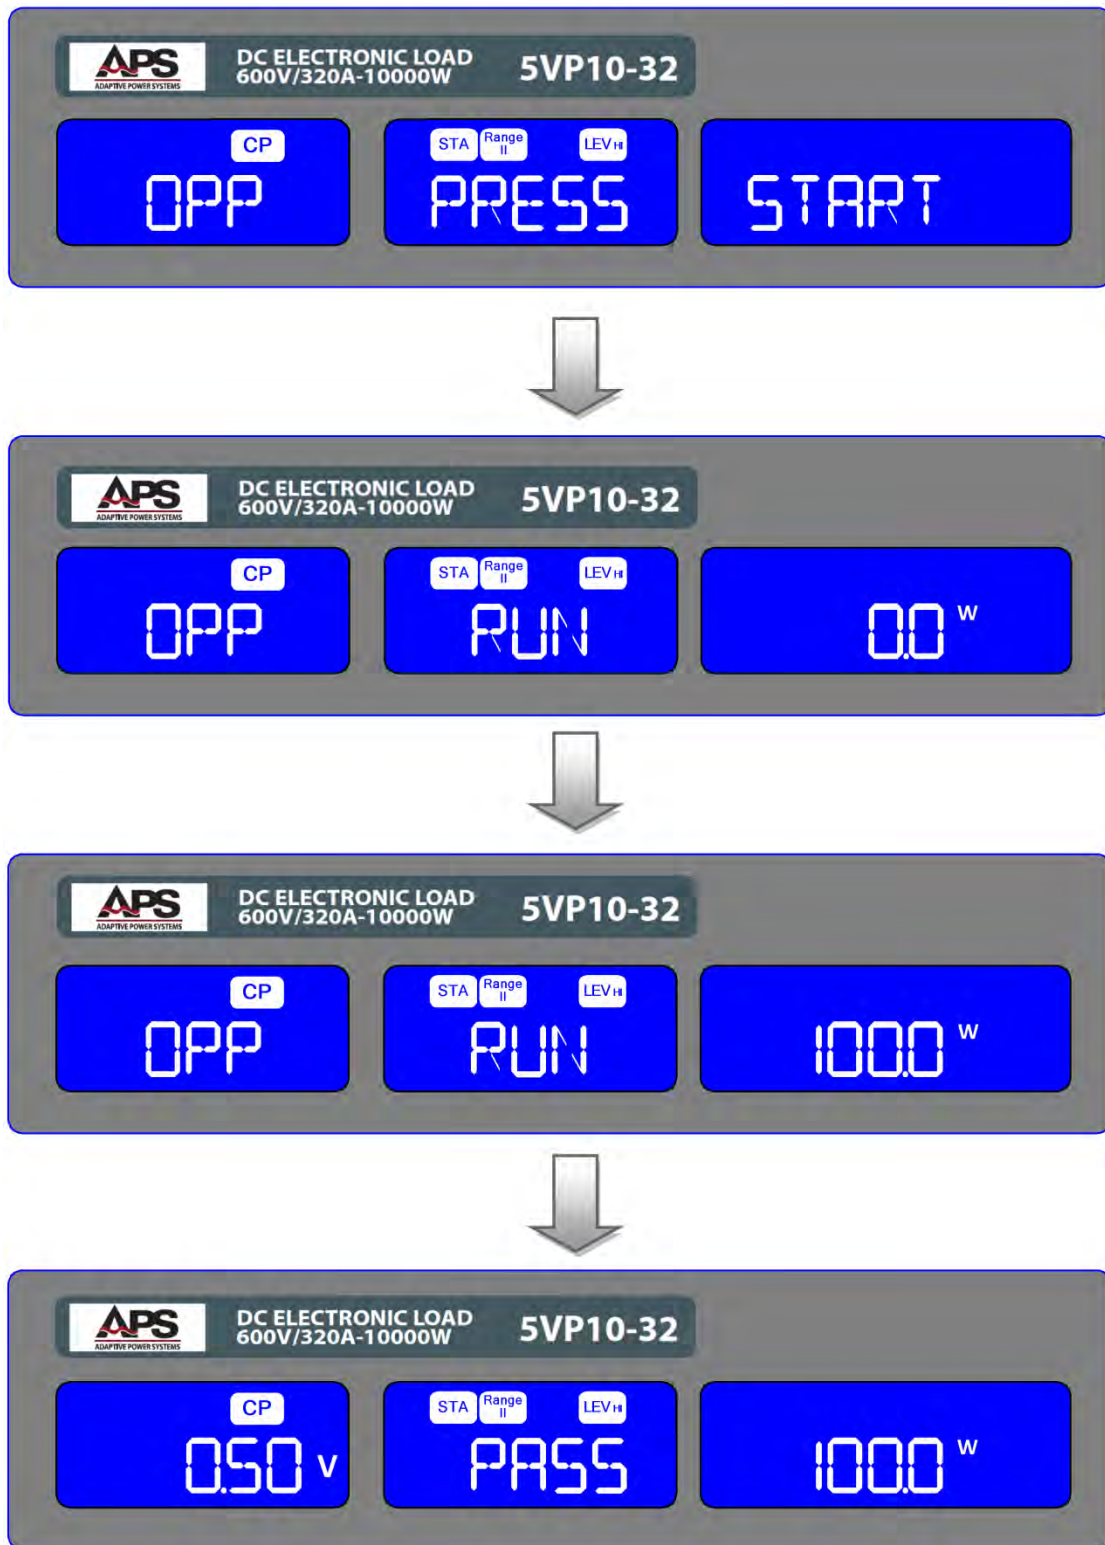 APS
ADAPTIVE POWER SYSTEMS
DC ELECTRONIC LOAD
600V/320A-10000W
5VP10-32
CP
OPP
STA Range II LEV HI
PRESS
START
APS
ADAPTIVE POWER SYSTEMS
DC ELECTRONIC LOAD
600V/320A-10000W
5VP10-32
CP
OPP
STA Range II LEV HI
RUN
0.0 W
APS
ADAPTIVE POWER SYSTEMS
DC ELECTRONIC LOAD
600V/320A-10000W
5VP10-32
CP
OPP
STA Range II LEV HI
RUN
100.0 W
APS
ADAPTIVE POWER SYSTEMS
DC ELECTRONIC LOAD
600V/320A-10000W
5VP10-32
CP
0.50 V
STA Range II LEV HI
PASS
100.0 W